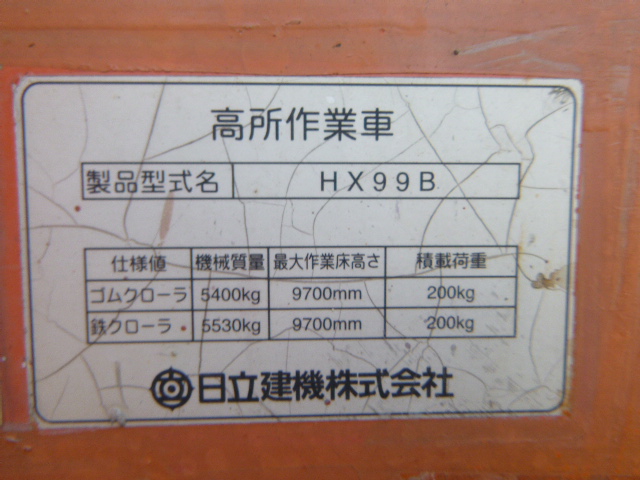 高所作業車
製品型式名 HX99B
仕様値 機械質量 最大作業床高さ 積載荷重
ゴムクローラ 5400kg 9700mm 200kg
鉄クローラ 5530kg 9700mm 200kg
日立建機株式会社